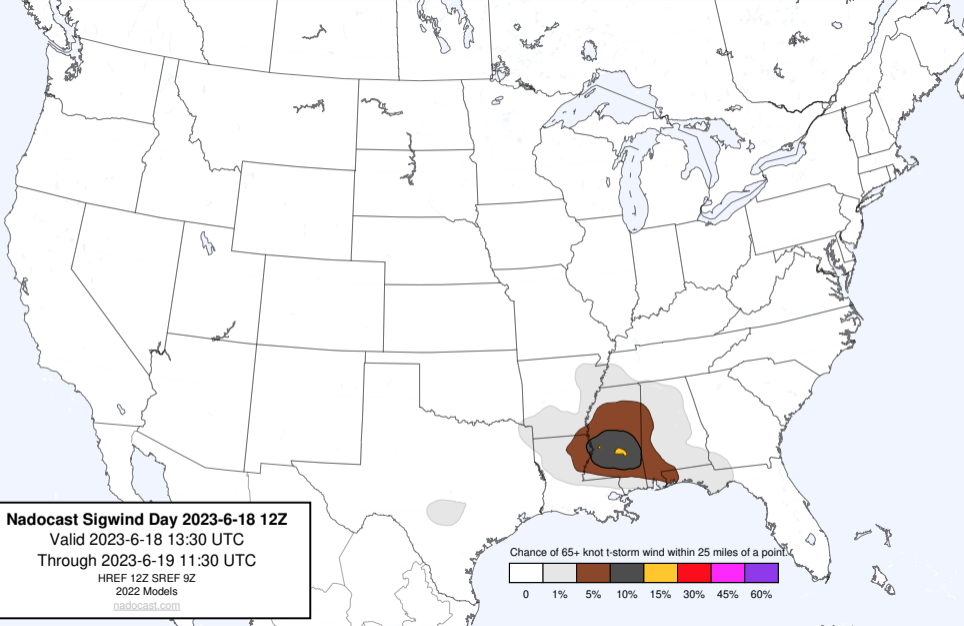 Nadocast Sigwind Day 2023-6-18 12Z
Valid 2023-6-18 13:30 UTC
Through 2023-6-19 11:30 UTC
HREF 12Z SREF 9Z
2022 Models
nadocast.com
Chance of 65+ knot t-storm wind within 25 miles of a point.
0 1% 5% 10% 15% 30% 45% 60%